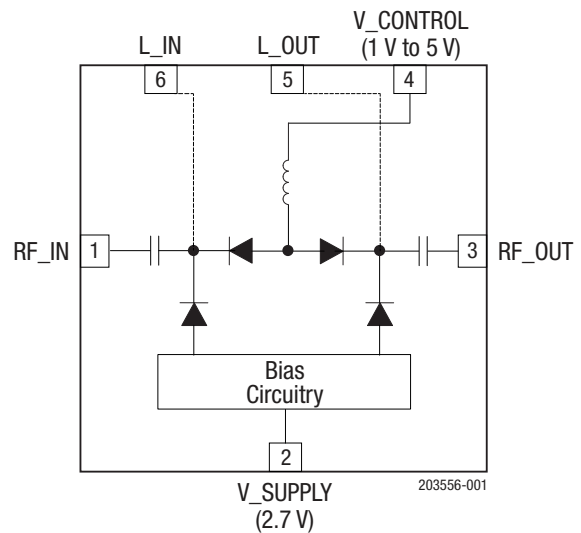 V_CONTROL
(1 V to 5 V)
L_IN
L_OUT
6
5
4
RF_IN
1
3
RF_OUT
Bias
Circuitry
2
203556-001
V_SUPPLY
(2.7 V)